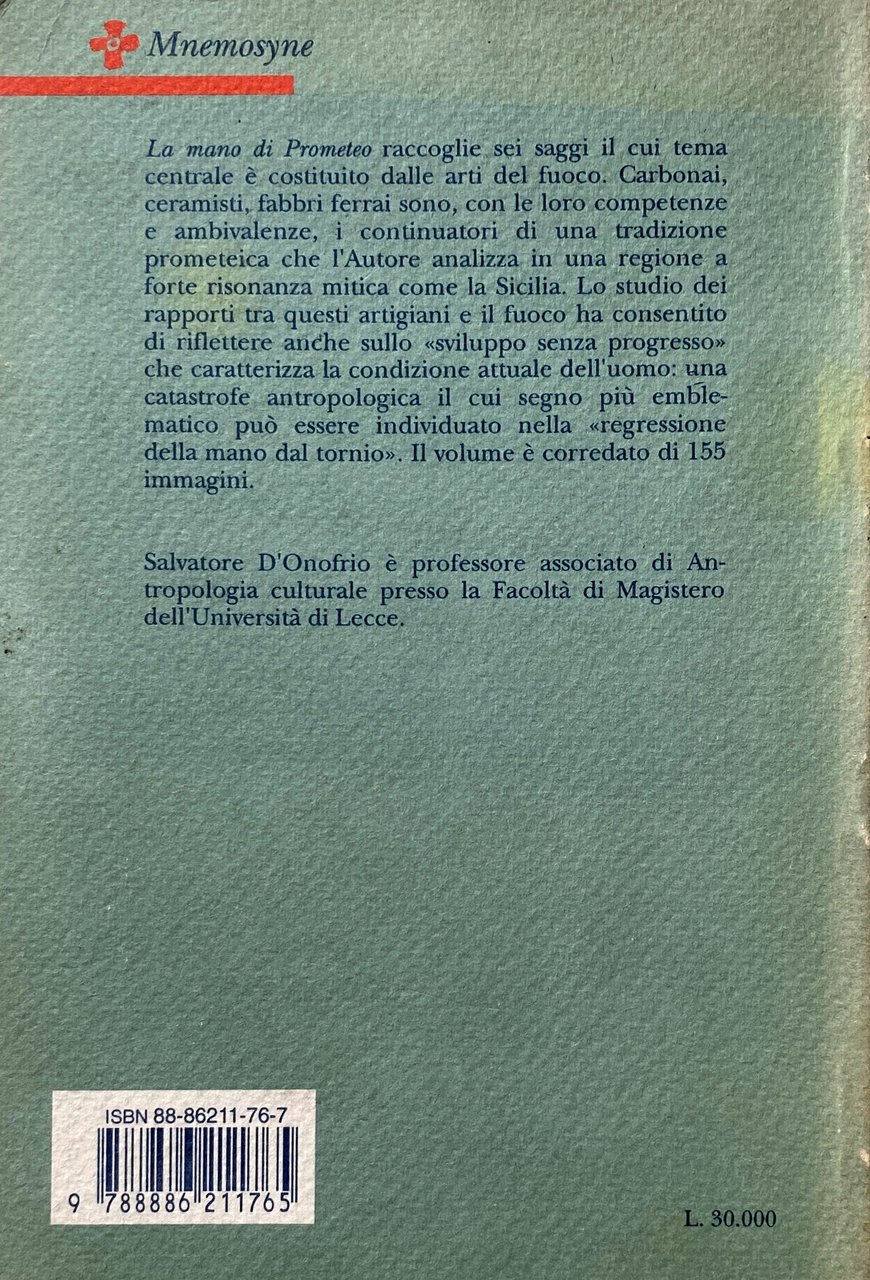 Mnemosyne
La mano di Prometeo raccoglie sei saggi il cui tema
centrale è costituito dalle arti del fuoco. Carbonai,
ceramisti, fabbri ferrai sono, con le loro competenze
e ambivalenze, i continuatori di una tradizione
prometeica che l'Autore analizza in una regione a
forte risonanza mitica come la Sicilia. Lo studio dei
rapporti tra questi artigiani e il fuoco ha consentito
di riflettere anche sullo «sviluppo senza progresso»
che caratterizza la condizione attuale dell'uomo: una
catastrofe antropologica il cui segno più emble-
matico può essere individuato nella «regressione
della mano dal tornio». Il volume è corredato di 155
immagini.
Salvatore D'Onofrio è professore associato di An-
tropologia culturale presso la Facoltà di Magistero
dell'Università di Lecce.
ISBN 88-86211-76-7
9 788886 211765
L. 30.000